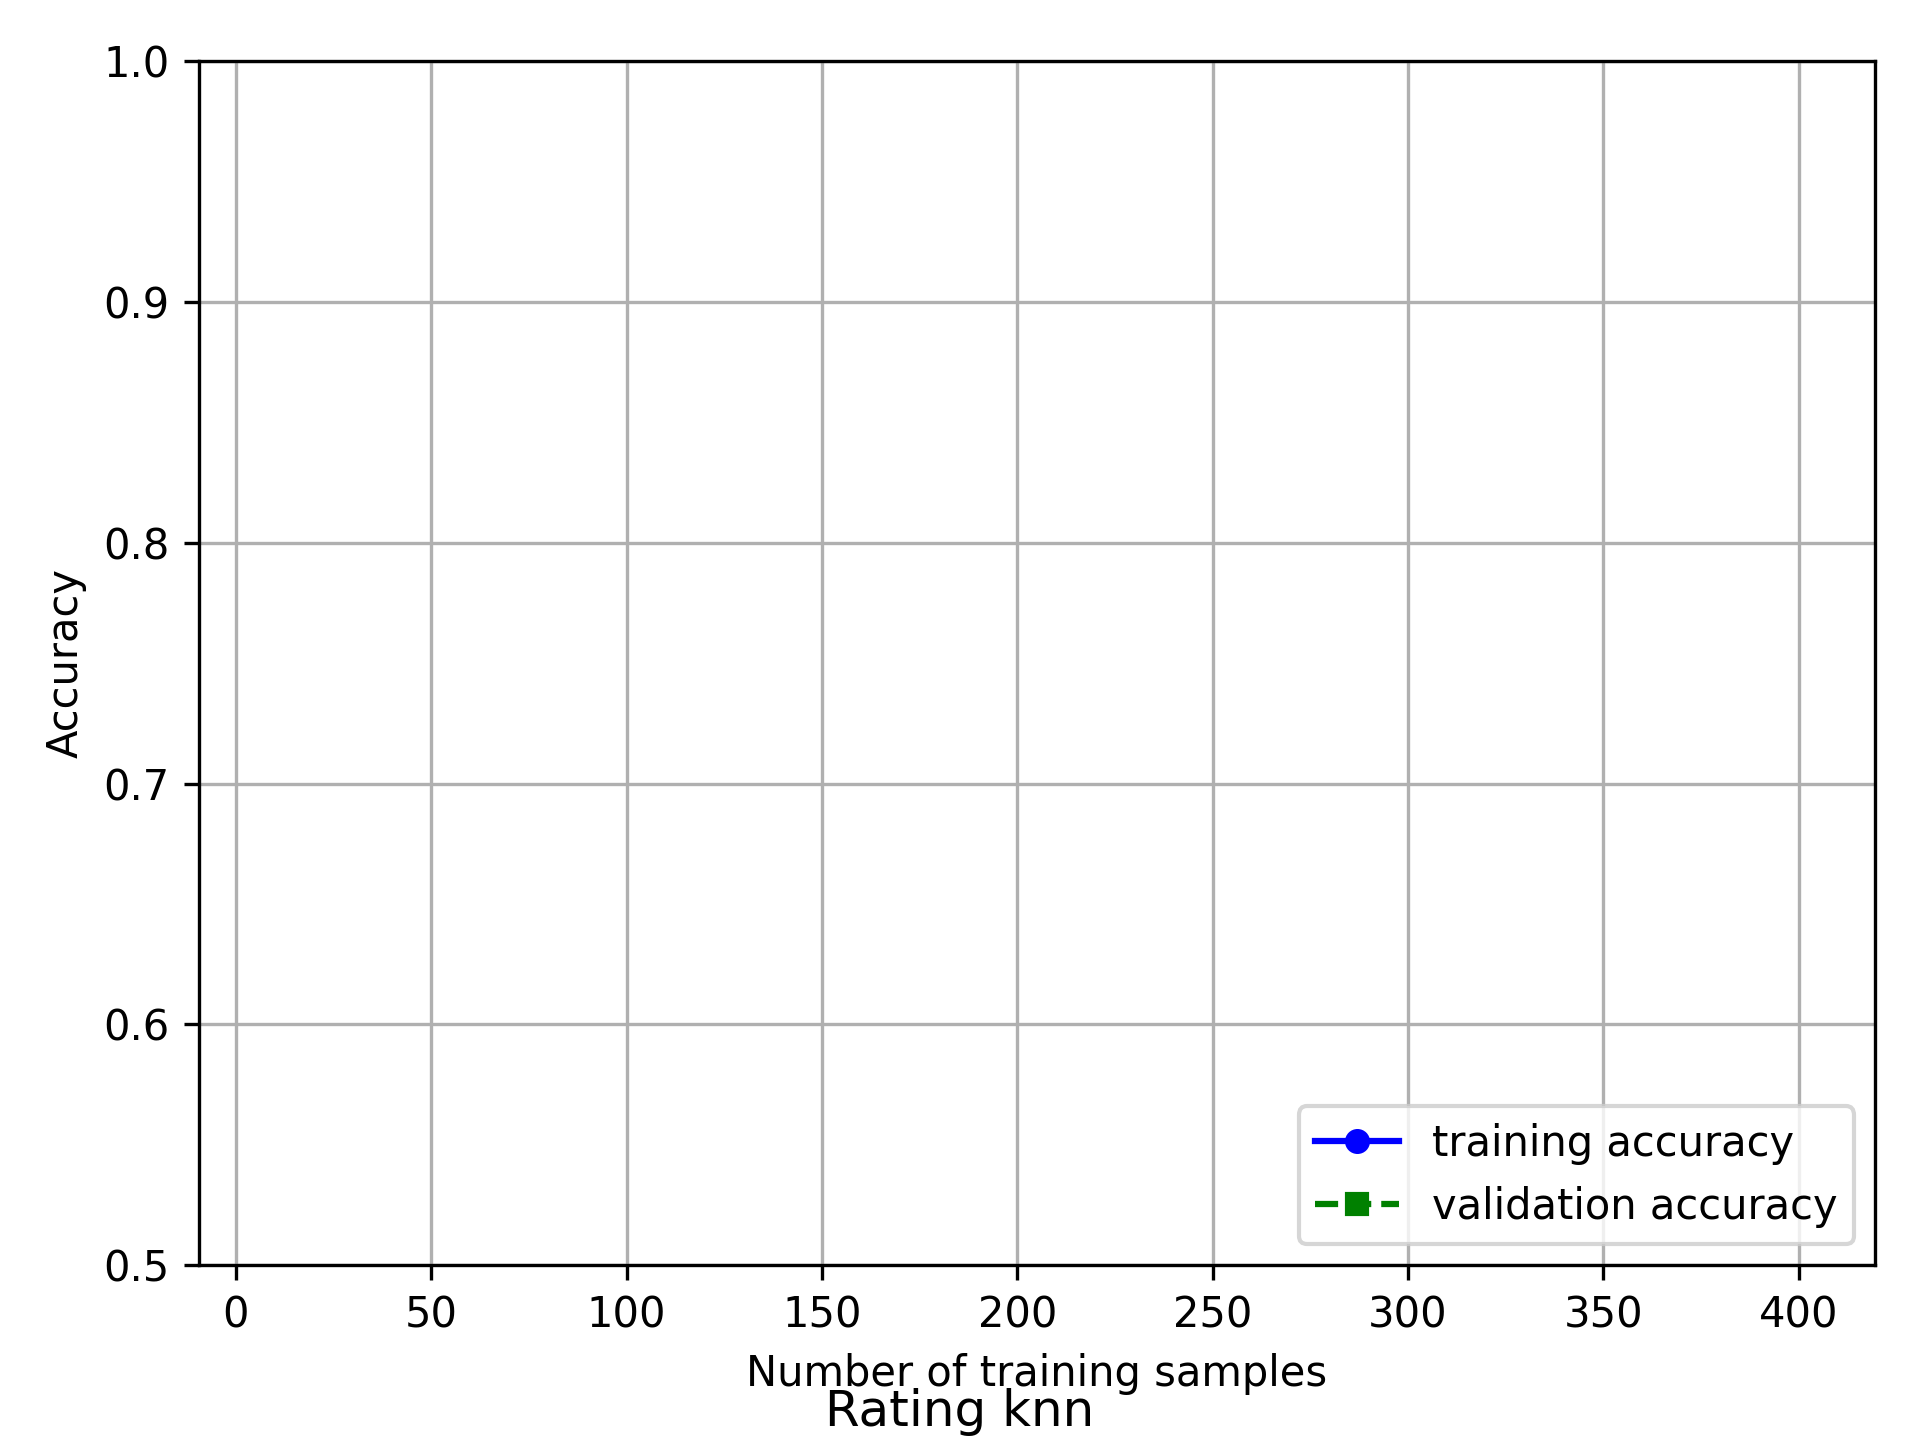 1.0
0.9
0.8
0.7
0.6
0.5
Accuracy
training accuracy
validation accuracy
0 50 100 150 200 250 300 350 400
Number of training samples
Rating knn